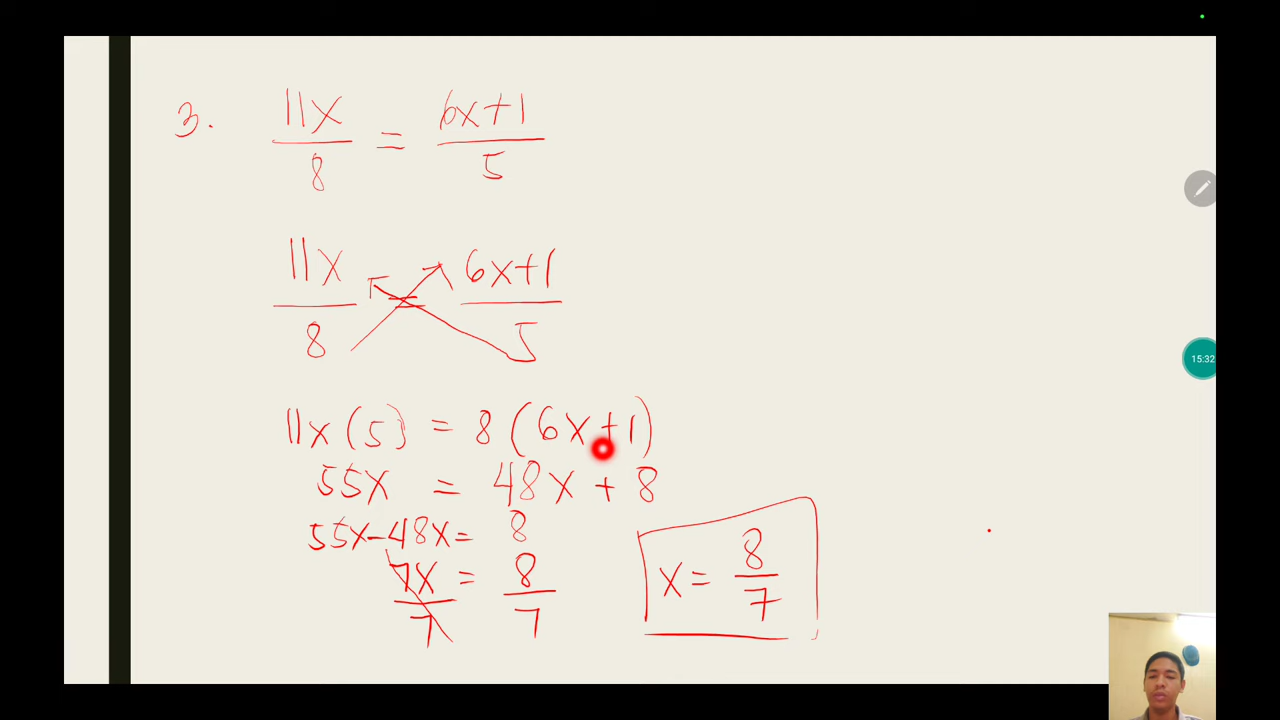 3. 11x/8 = 6x+1/5
11x/8 = 6x+1/5
11x(5) = 8(6x+1)
55x = 48x + 8
55x-48x= 8
7x/7 = 8/7
x= 8/7
15:32